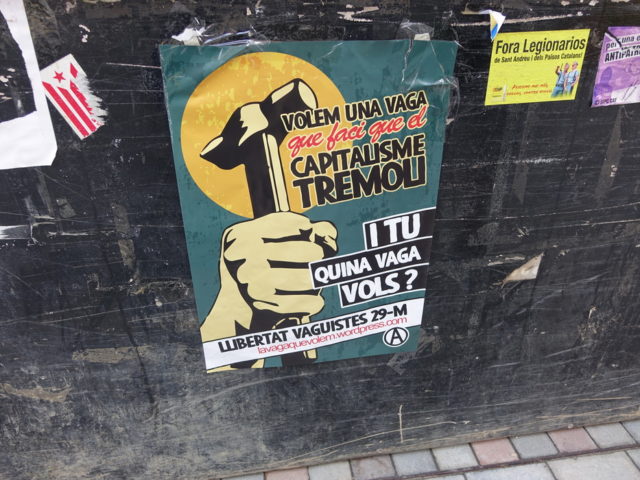 VOLEM UNA VAGA
que faci que el
CAPITALISME
TREMOLI
I TU
QUINA VAGA
VOLS?
LLIBERTAT VAGUISTES 29-M
lavagaquevolem.wordpress.com
A
Fora Legionarios
de Sant Andreu i dels Països Catalans!